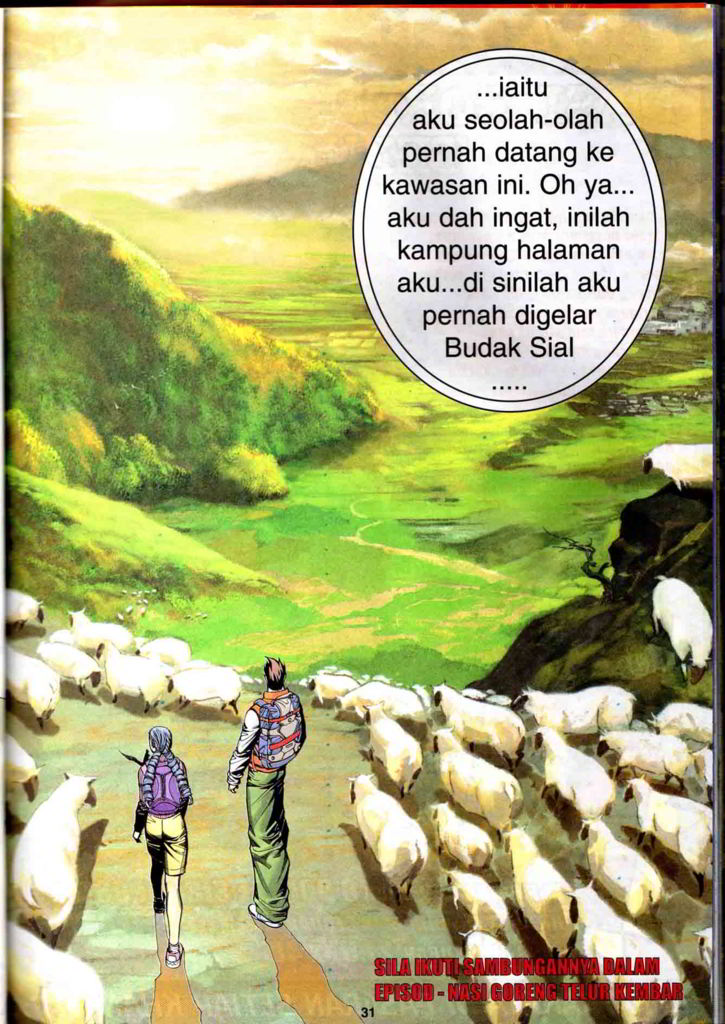 ...iaitu
aku seolah-olah
pernah datang ke
kawasan ini. Oh ya...
aku dah ingat, inilah
kampung halaman
aku...di sinilah aku
pernah digelar
Budak Sial
.....
SILA IKUTI SAMBUNGANNYA DALAM
EPISOD - NASI GORENG TELUR KEMBAR
31